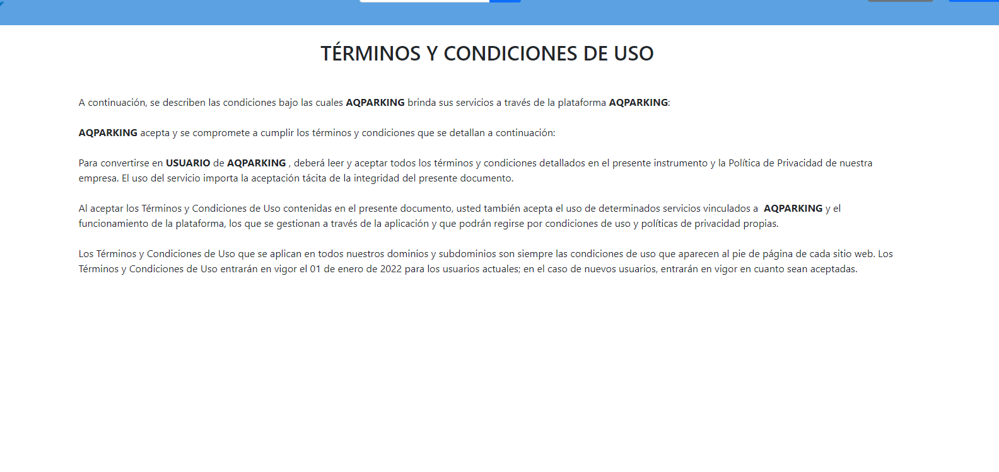 TÉRMINOS Y CONDICIONES DE USO
A continuación, se describen las condiciones bajo las cuales AQPARKING brinda sus servicios a través de la plataforma AQPARKING:
AQPARKING acepta y se compromete a cumplir los términos y condiciones que se detallan a continuación:
Para convertirse en USUARIO de AQPARKING , deberá leer y aceptar todos los términos y condiciones detallados en el presente instrumento y la Política de Privacidad de nuestra
empresa. El uso del servicio importa la aceptación tácita de la integridad del presente documento.
Al aceptar los Términos y Condiciones de Uso contenidas en el presente documento, usted también acepta el uso de determinados servicios vinculados a  AQPARKING y el
funcionamiento de la plataforma, los que se gestionan a través de la aplicación y que podrán regirse por condiciones de uso y políticas de privacidad propias.
Los Términos y Condiciones de Uso que se aplican en todos nuestros dominios y subdominios son siempre las condiciones de uso que aparecen al pie de página de cada sitio web. Los
Términos y Condiciones de Uso entrarán en vigor el 01 de enero de 2022 para los usuarios actuales; en el caso de nuevos usuarios, entrarán en vigor en cuanto sean aceptadas.